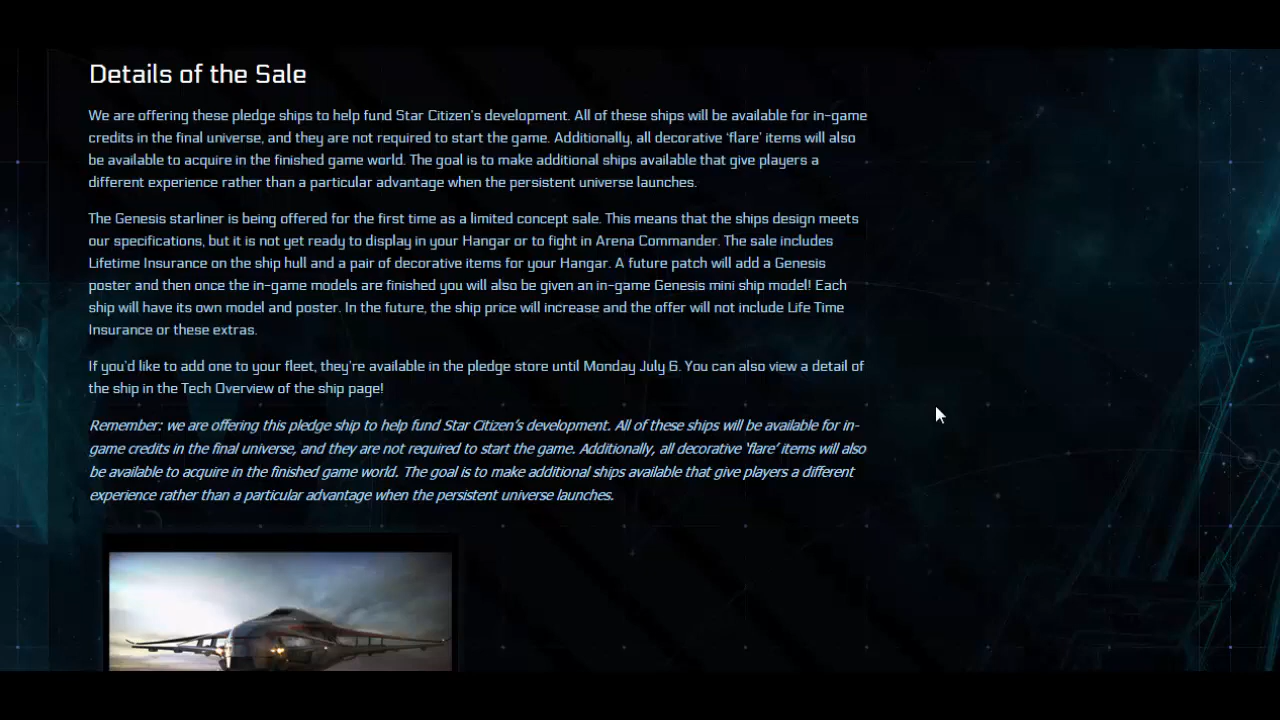 Details of the Sale
We are offering these pledge ships to help fund Star Citizen's development. All of these ships will be available for in-game
credits in the final universe, and they are not required to start the game. Additionally, all decorative 'flare' items will also
be available to acquire in the finished game world. The goal is to make additional ships available that give players a
different experience rather than a particular advantage when the persistent universe launches.
The Genesis starliner is being offered for the first time as a limited concept sale. This means that the ships design meets
our specifications, but it is not yet ready to display in your Hangar or to fight in Arena Commander. The sale includes
Lifetime Insurance on the ship hull and a pair of decorative items for your Hangar. A future patch will add a Genesis
poster and then once the in-game models are finished you will also be given an in-game Genesis mini ship model! Each
ship will have its own model and poster. In the future, the ship price will increase and the offer will not include Life Time
Insurance or these extras.
If you'd like to add one to your fleet, they're available in the pledge store until Monday July 6. You can also view a detail of
the ship in the Tech Overview of the ship page!
Remember: we are offering this pledge ship to help fund Star Citizen's development. All of these ships will be available for in-
game credits in the final universe, and they are not required to start the game. Additionally, all decorative 'flare' items will also
be available to acquire in the finished game world. The goal is to make additional ships available that give players a different
experience rather than a particular advantage when the persistent universe launches.